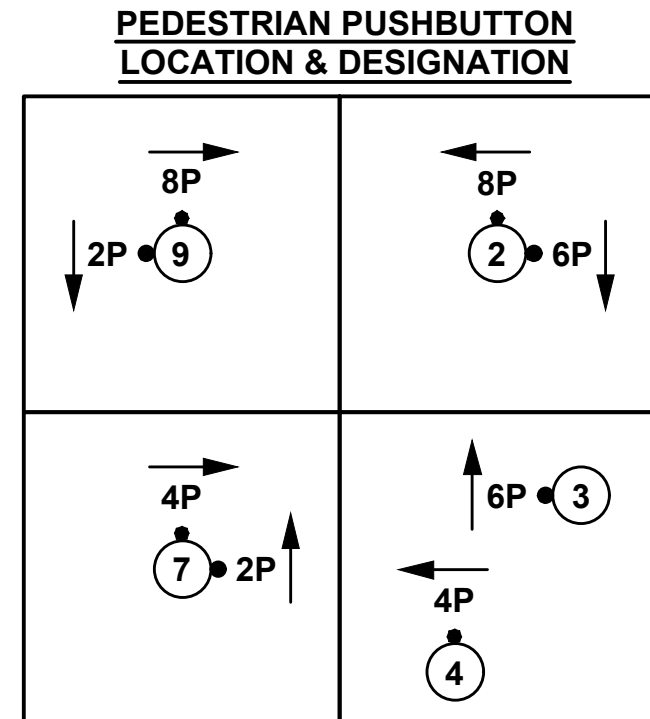 PEDESTRIAN PUSHBUTTON
LOCATION & DESIGNATION
8P
2P 9
8P
2 6P
4P
7 2P
6P 3
4P
4